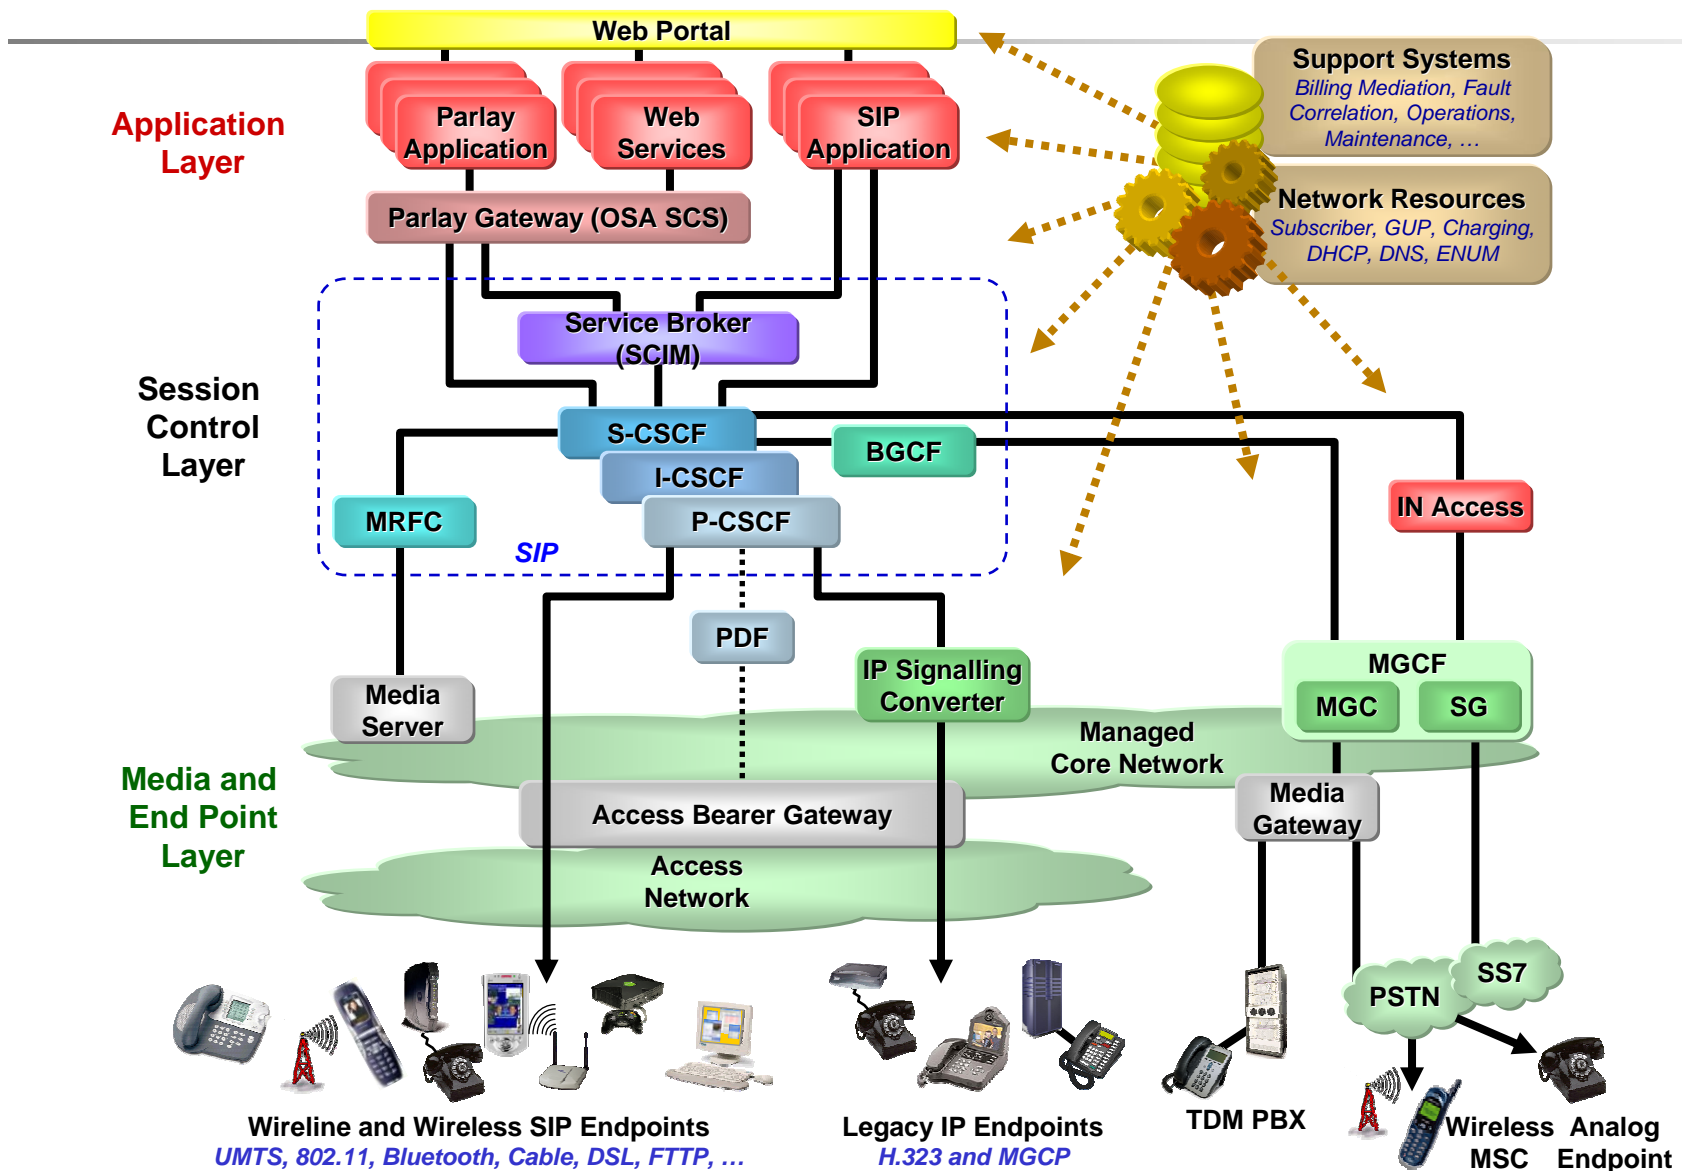 Web Portal
Support Systems
Billing Mediation, Fault
Correlation, Operations,
Maintenance, …
Application
Layer
Parlay
Application
Web
Services
SIP
Application
Network Resources
Subscriber, GUP, Charging,
DHCP, DNS, ENUM
Parlay Gateway (OSA SCS)
Service Broker
(SCIM)
Session
Control
Layer
S-CSCF
BGCF
I-CSCF
MRFC
P-CSCF
IN Access
SIP
PDF
IP Signalling
Converter
MGCF
MGC
SG
Media
Server
Managed
Core Network
Media and
End Point
Layer
Access Bearer Gateway
Media
Gateway
Access
Network
PSTN
SS7
Wireline and Wireless SIP Endpoints
UMTS, 802.11, Bluetooth, Cable, DSL, FTTP, …
Legacy IP Endpoints
H.323 and MGCP
TDM PBX
Wireless
MSC
Analog
Endpoint